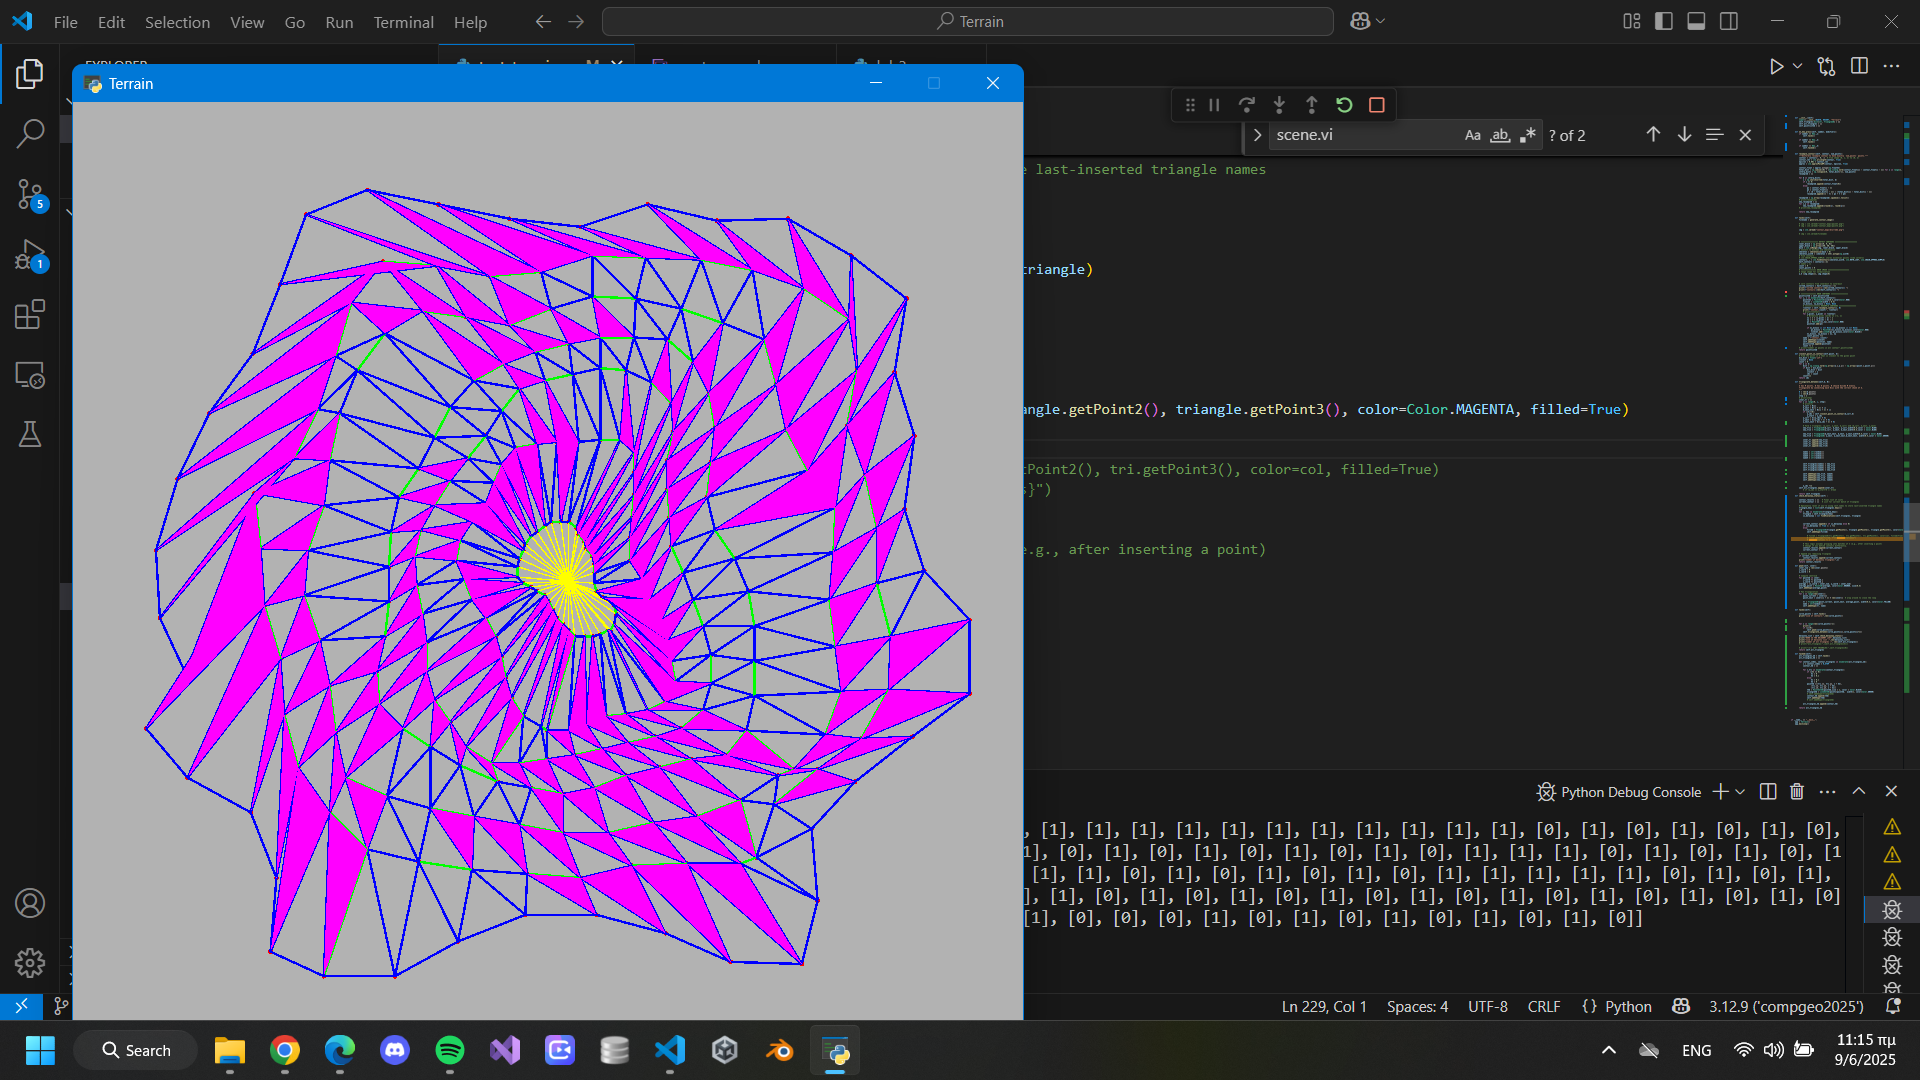 File Edit Selection View Go Run Terminal Help
Terrain
Terrain
scene.vi
Aa ab ? of 2
e last-inserted triangle names
triangle)
angle.getPoint2(), triangle.getPoint3(), color=Color.MAGENTA, filled=True)
tPoint2(), tri.getPoint3(), color=col, filled=True)
s}")
e.g., after inserting a point)
5
1
Python Debug Console
, [1], [1], [1], [1], [1], [1], [1], [1], [1], [1], [1], [0], [1], [0], [1], [0], [1], [0],
1], [0], [1], [0], [1], [0], [1], [0], [1], [0], [1], [1], [1], [0], [1], [0], [1], [0], [1
[1], [1], [0], [1], [0], [1], [0], [1], [0], [1], [1], [1], [1], [1], [0], [1], [0], [1],
], [1], [0], [1], [0], [1], [0], [1], [0], [1], [0], [1], [0], [1], [0], [1], [0], [1], [0]
[1], [0], [0], [0], [1], [0], [1], [0], [1], [0], [1], [0], [1], [0]]
Ln 229, Col 1 Spaces: 4 UTF-8 CRLF {} Python 3.12.9 ('compgeo2025')
Search
ENG
11:15 πμ
9/6/2025